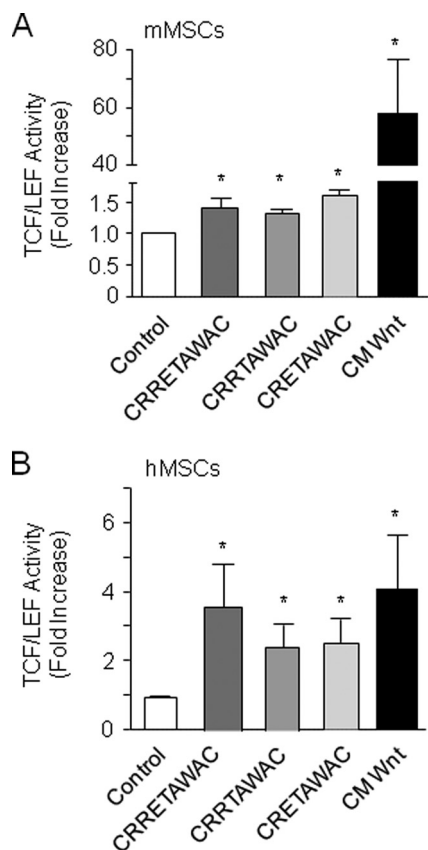 A
mMSCs
TCF/LEF Activity
(Fold Increase)
80
60
40
1.5
1.0
0.5
0
*
*
*
*
Control
CRRETAWAC
CRRTAWAC
CRETAWAC
CM Wnt
B
hMSCs
TCF/LEF Activity
(Fold Increase)
6
4
2
0
*
*
*
*
Control
CRRETAWAC
CRRTAWAC
CRETAWAC
CM Wnt